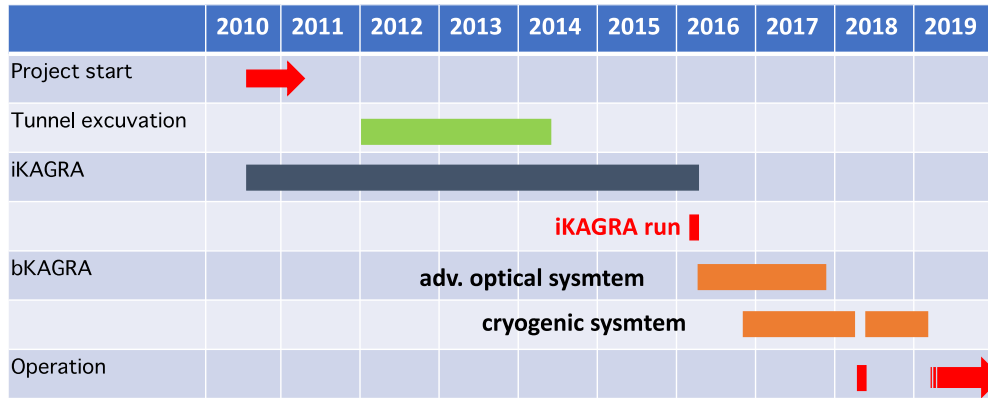 2010 2011 2012 2013 2014 2015 2016 2017 2018 2019
Project start
Tunnel excuvation
iKAGRA
iKAGRA run
bKAGRA adv. optical sysmtem
cryogenic sysmtem
Operation